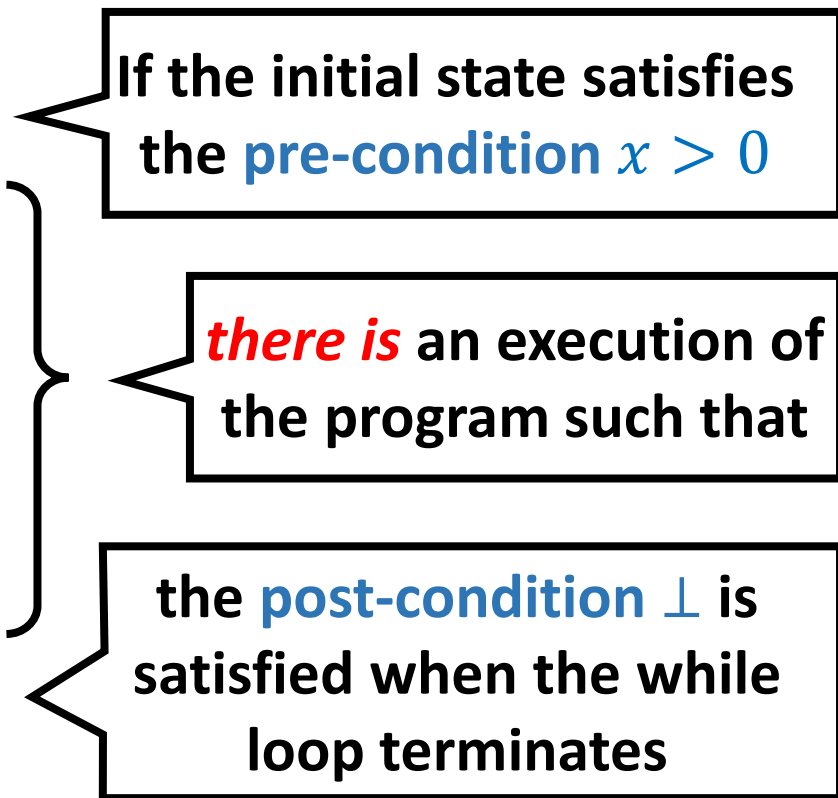 If the initial state satisfies
the pre-condition x > 0
there is an execution of
the program such that
the post-condition ⊥ is
satisfied when the while
loop terminates